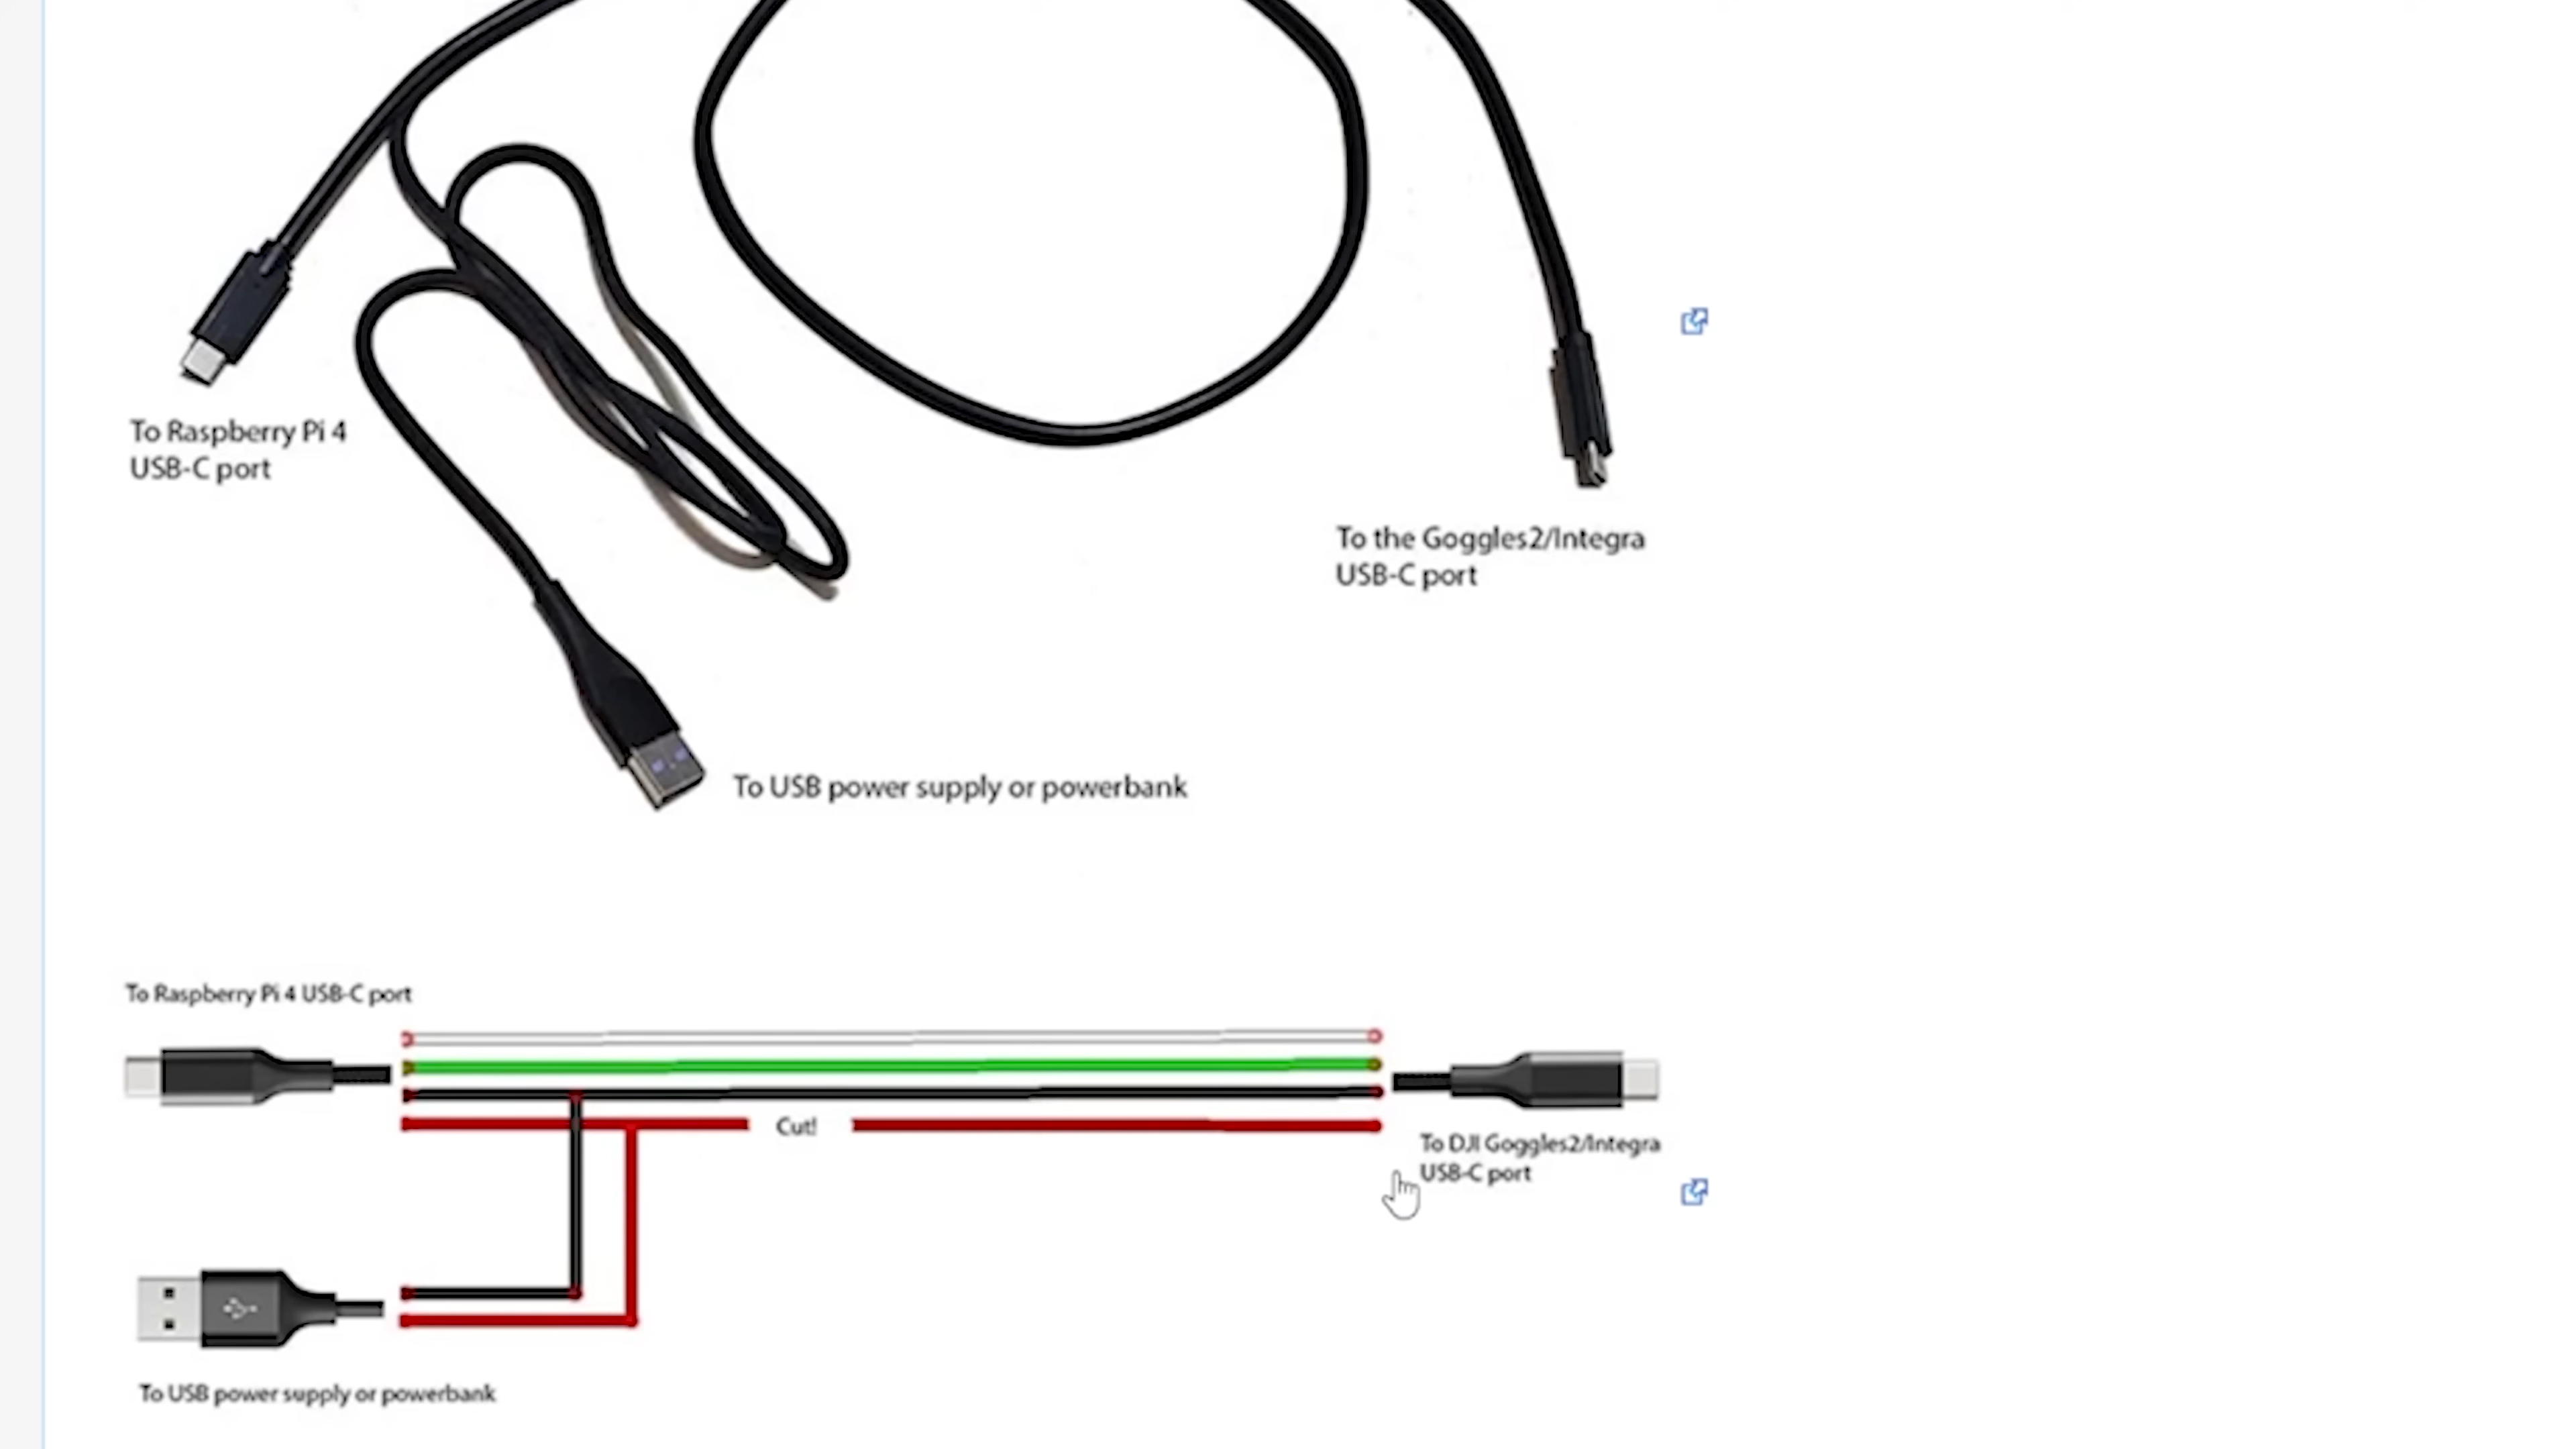 To Raspberry Pi 4
USB-C port
To the Goggles2/Integra
USB-C port
To USB power supply or powerbank
To Raspberry Pi 4 USB-C port
Cut!
To DJI Goggles2/Integra
USB-C port
To USB power supply or powerbank